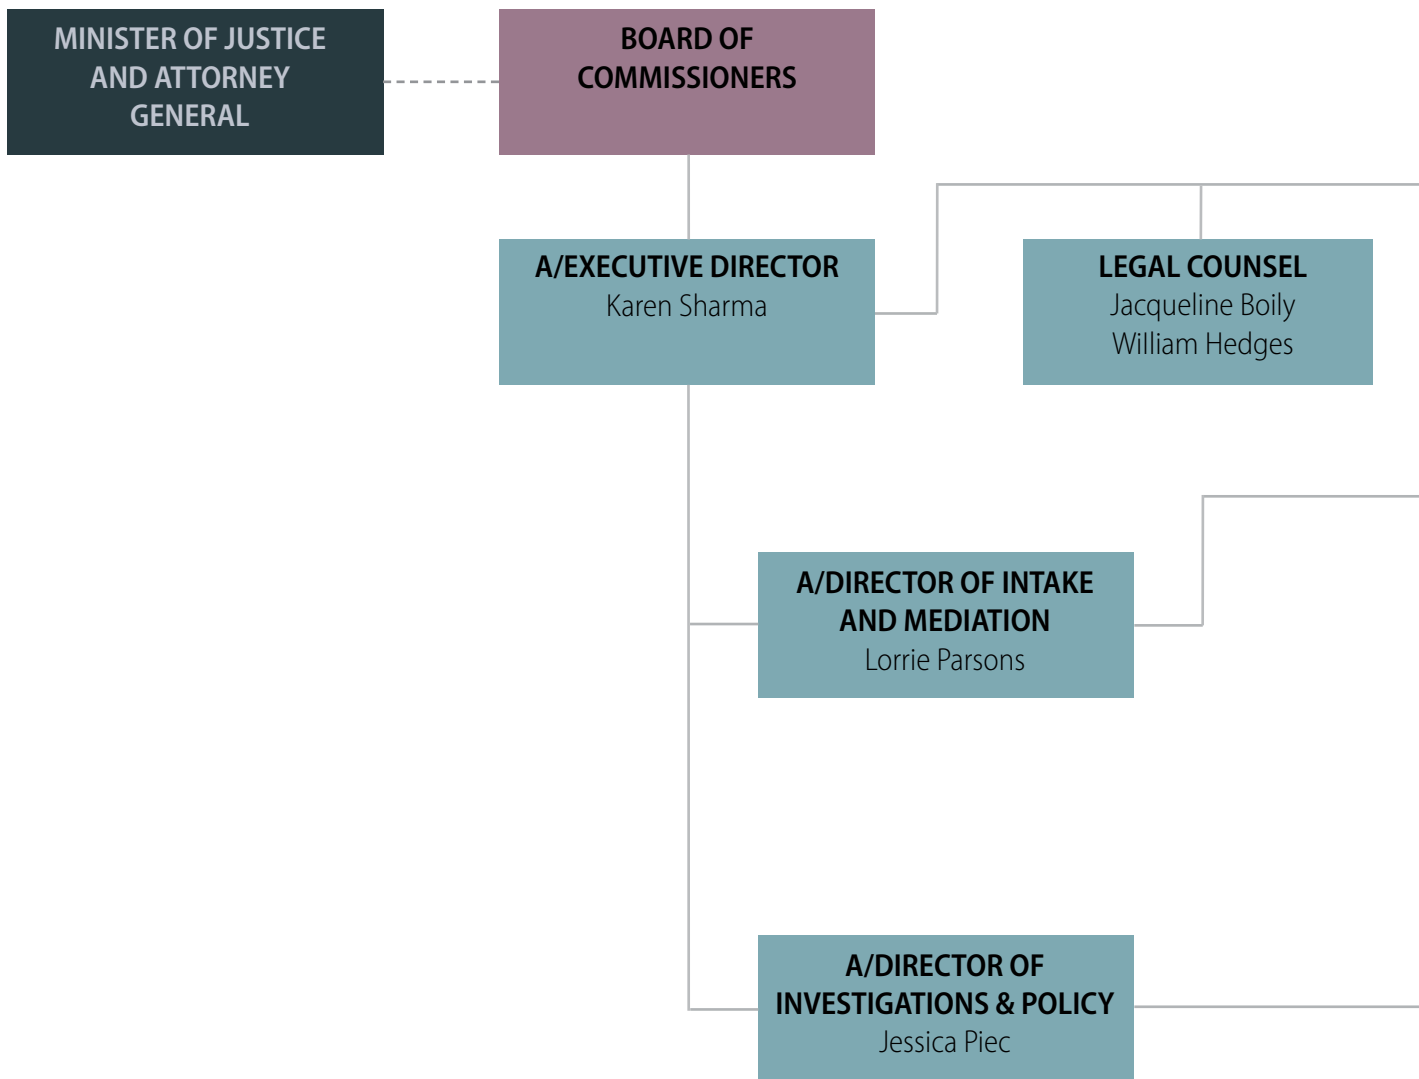 MINISTER OF JUSTICE
AND ATTORNEY
GENERAL
BOARD OF
COMMISSIONERS
A/EXECUTIVE DIRECTOR
Karen Sharma
LEGAL COUNSEL
Jacqueline Boily
William Hedges
A/DIRECTOR OF INTAKE
AND MEDIATION
Lorrie Parsons
A/DIRECTOR OF
INVESTIGATIONS & POLICY
Jessica Piec